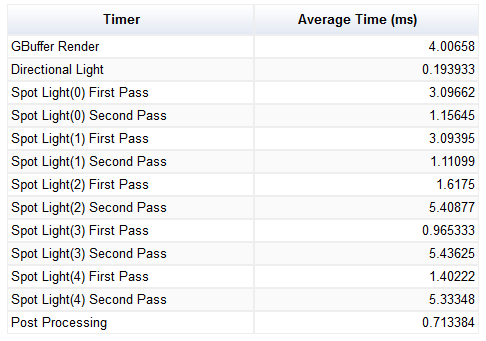 Timer Average Time (ms)
GBuffer Render 4.00658
Directional Light 0.193933
Spot Light(0) First Pass 3.09662
Spot Light(0) Second Pass 1.15645
Spot Light(1) First Pass 3.09395
Spot Light(1) Second Pass 1.11099
Spot Light(2) First Pass 1.6175
Spot Light(2) Second Pass 5.40877
Spot Light(3) First Pass 0.965333
Spot Light(3) Second Pass 5.43625
Spot Light(4) First Pass 1.40222
Spot Light(4) Second Pass 5.33348
Post Processing 0.713384